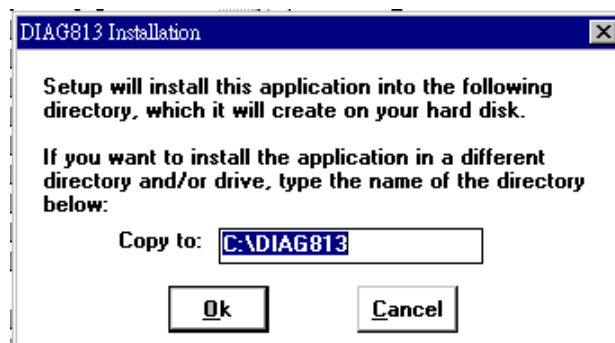 DIAG813 Installation
Setup will install this application into the following
directory, which it will create on your hard disk.
If you want to install the application in a different
directory and/or drive, type the name of the directory
below:
Copy to: C:\DIAG813
Ok Cancel